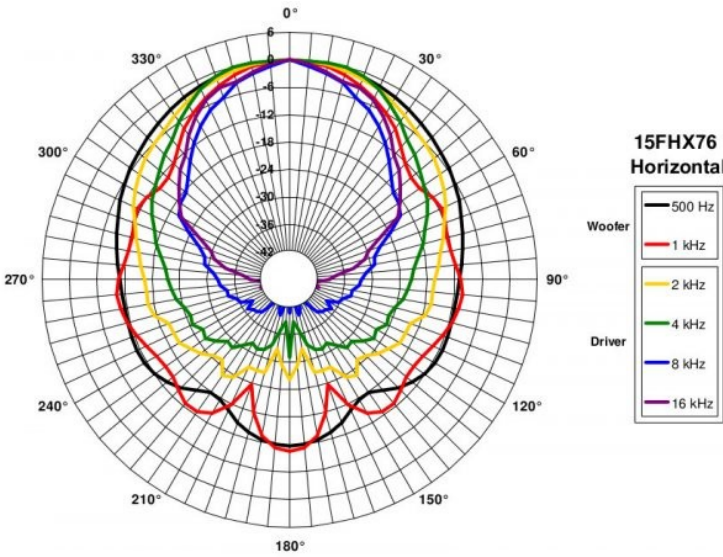 0°
330°
30°
300°
60°
270°
90°
240°
120°
210°
150°
180°
6
0
-6
-12
-18
-24
-30
-36
-42
15FHX76
Horizontal
Woofer
500 Hz
1 kHz
Driver
2 kHz
4 kHz
8 kHz
16 kHz